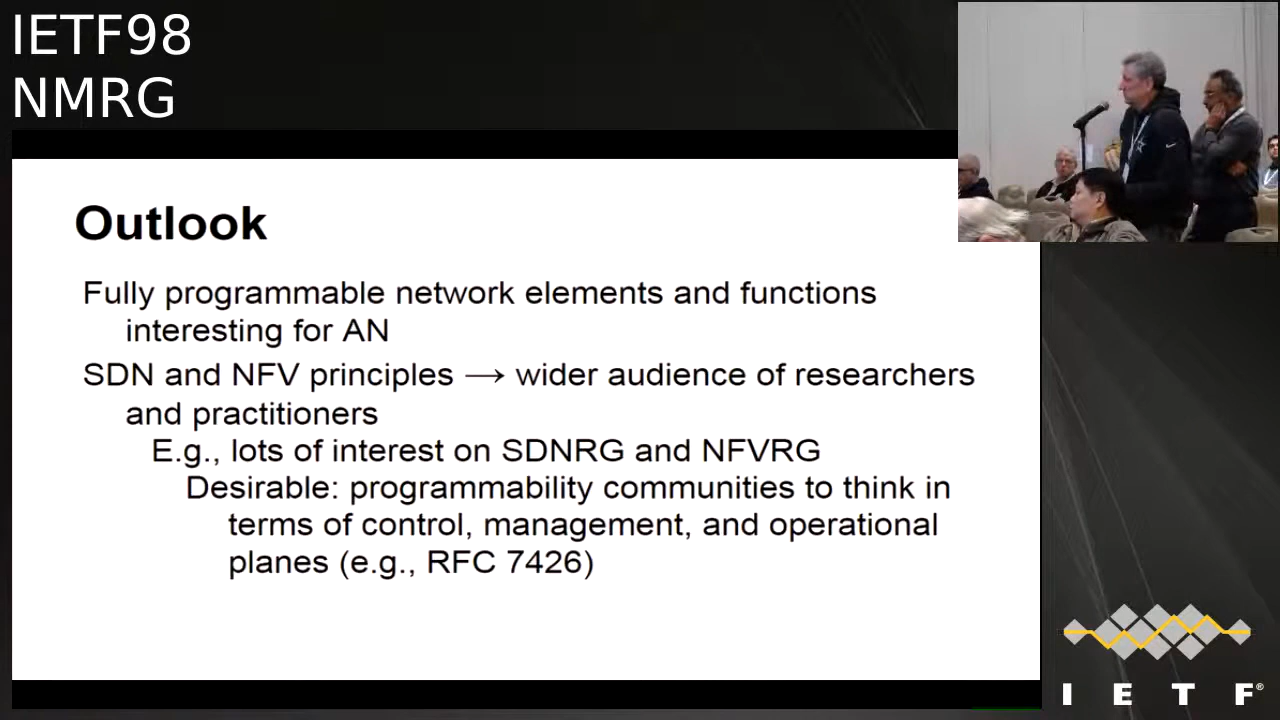 IETF98
NMRG
Outlook
Fully programmable network elements and functions
interesting for AN
SDN and NFV principles ⟶ wider audience of researchers
and practitioners
E.g., lots of interest on SDNRG and NFVRG
Desirable: programmability communities to think in
terms of control, management, and operational
planes (e.g., RFC 7426)
I E T F®